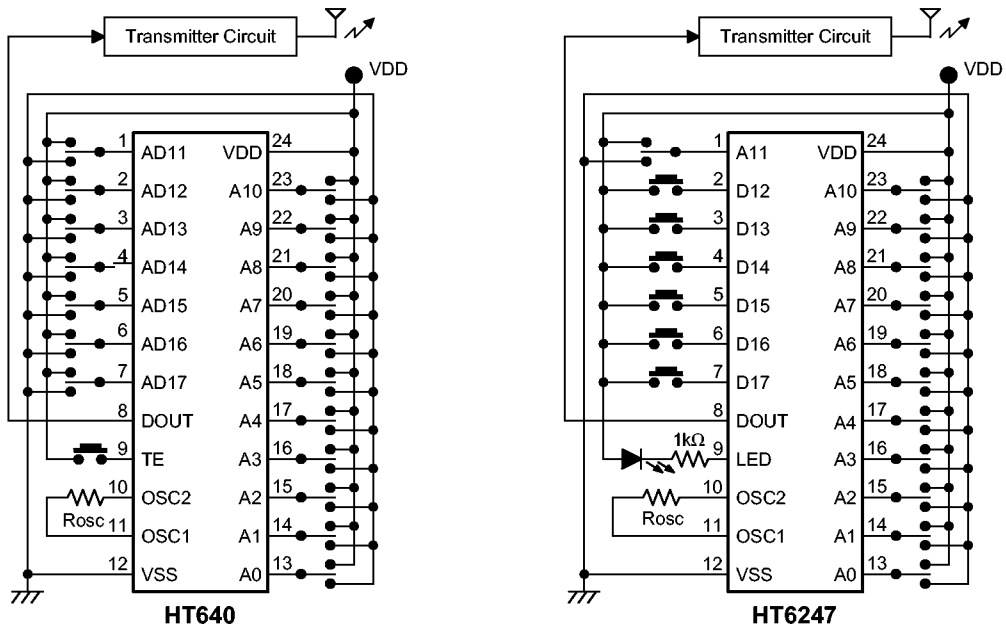 Transmitter Circuit
VDD
1 AD11 VDD 24
2 AD12 A10 23
3 AD13 A9 22
4 AD14 A8 21
5 AD15 A7 20
6 AD16 A6 19
7 AD17 A5 18
8 DOUT A4 17
9 TE A3 16
10 OSC2 A2 15
Rosc
11 OSC1 A1 14
12 VSS A0 13
HT640
Transmitter Circuit
VDD
1 A11 VDD 24
2 D12 A10 23
3 D13 A9 22
4 D14 A8 21
5 D15 A7 20
6 D16 A6 19
7 D17 A5 18
8 DOUT A4 17
1kΩ 9 LED A3 16
10 OSC2 A2 15
Rosc
11 OSC1 A1 14
12 VSS A0 13
HT6247